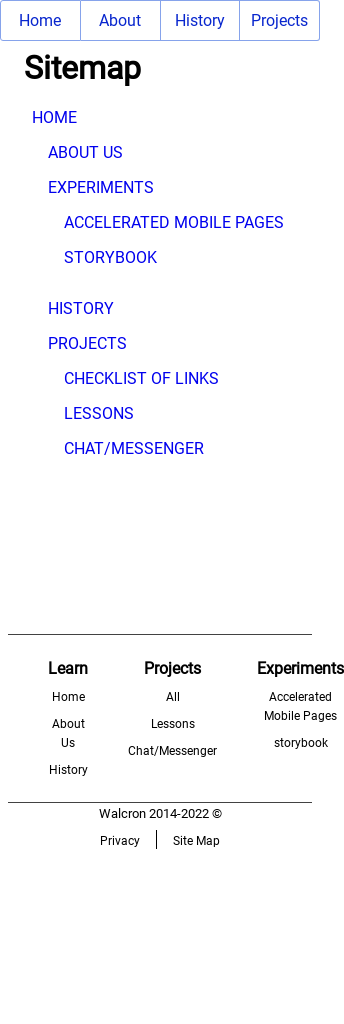 Home About History Projects
Sitemap
HOME
ABOUT US
EXPERIMENTS
ACCELERATED MOBILE PAGES
STORYBOOK
HISTORY
PROJECTS
CHECKLIST OF LINKS
LESSONS
CHAT/MESSENGER
Learn
Home
About
Us
History
Projects
All
Lessons
Chat/Messenger
Experiments
Accelerated
Mobile Pages
storybook
Walcron 2014-2022 ©
Privacy Site Map